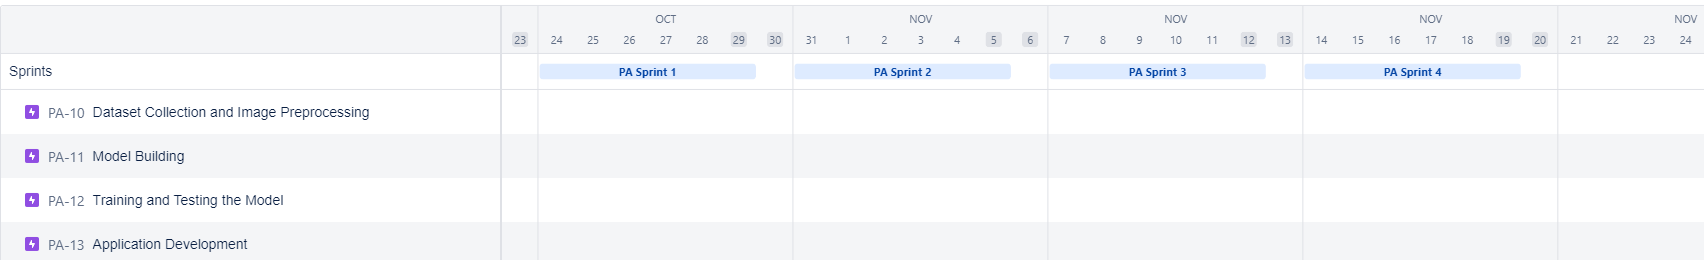 OCT NOV NOV NOV NOV
23 24 25 26 27 28 29 30 31 1 2 3 4 5 6 7 8 9 10 11 12 13 14 15 16 17 18 19 20 21 22 23 24
Sprints PA Sprint 1 PA Sprint 2 PA Sprint 3 PA Sprint 4
PA-10 Dataset Collection and Image Preprocessing
PA-11 Model Building
PA-12 Training and Testing the Model
PA-13 Application Development